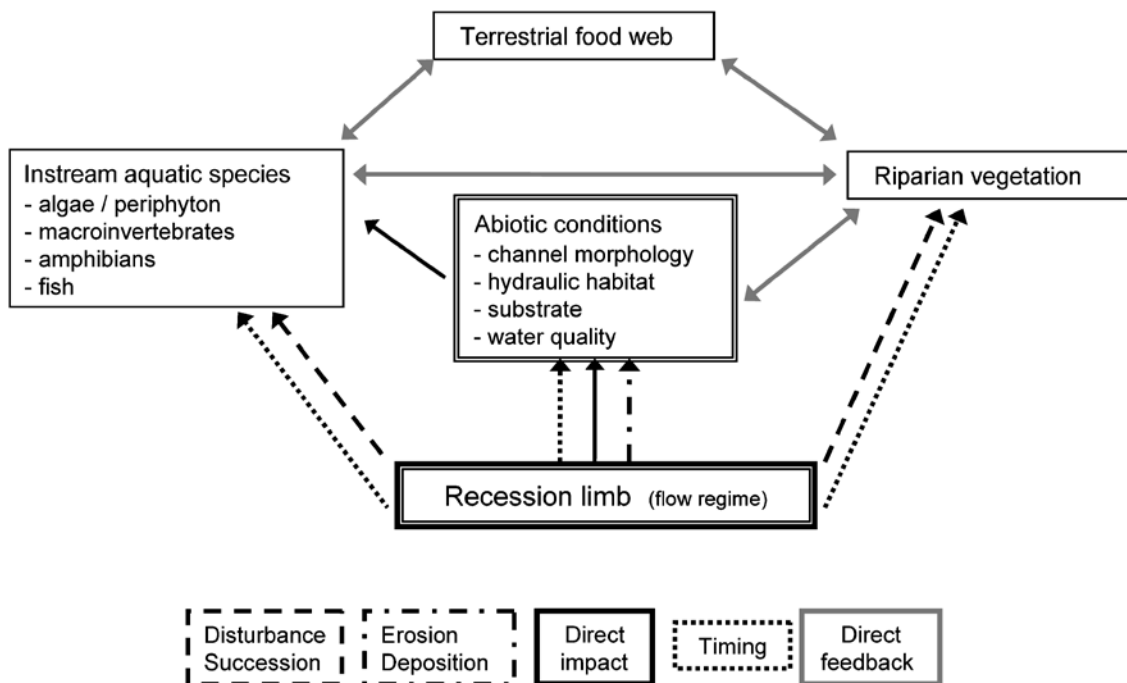 Terrestrial food web
Instream aquatic species
- algae / periphyton
- macroinvertebrates
- amphibians
- fish
Riparian vegetation
Abiotic conditions
- channel morphology
- hydraulic habitat
- substrate
- water quality
Recession limb (flow regime)
Disturbance
Succession
Erosion
Deposition
Direct
impact
Timing
Direct
feedback